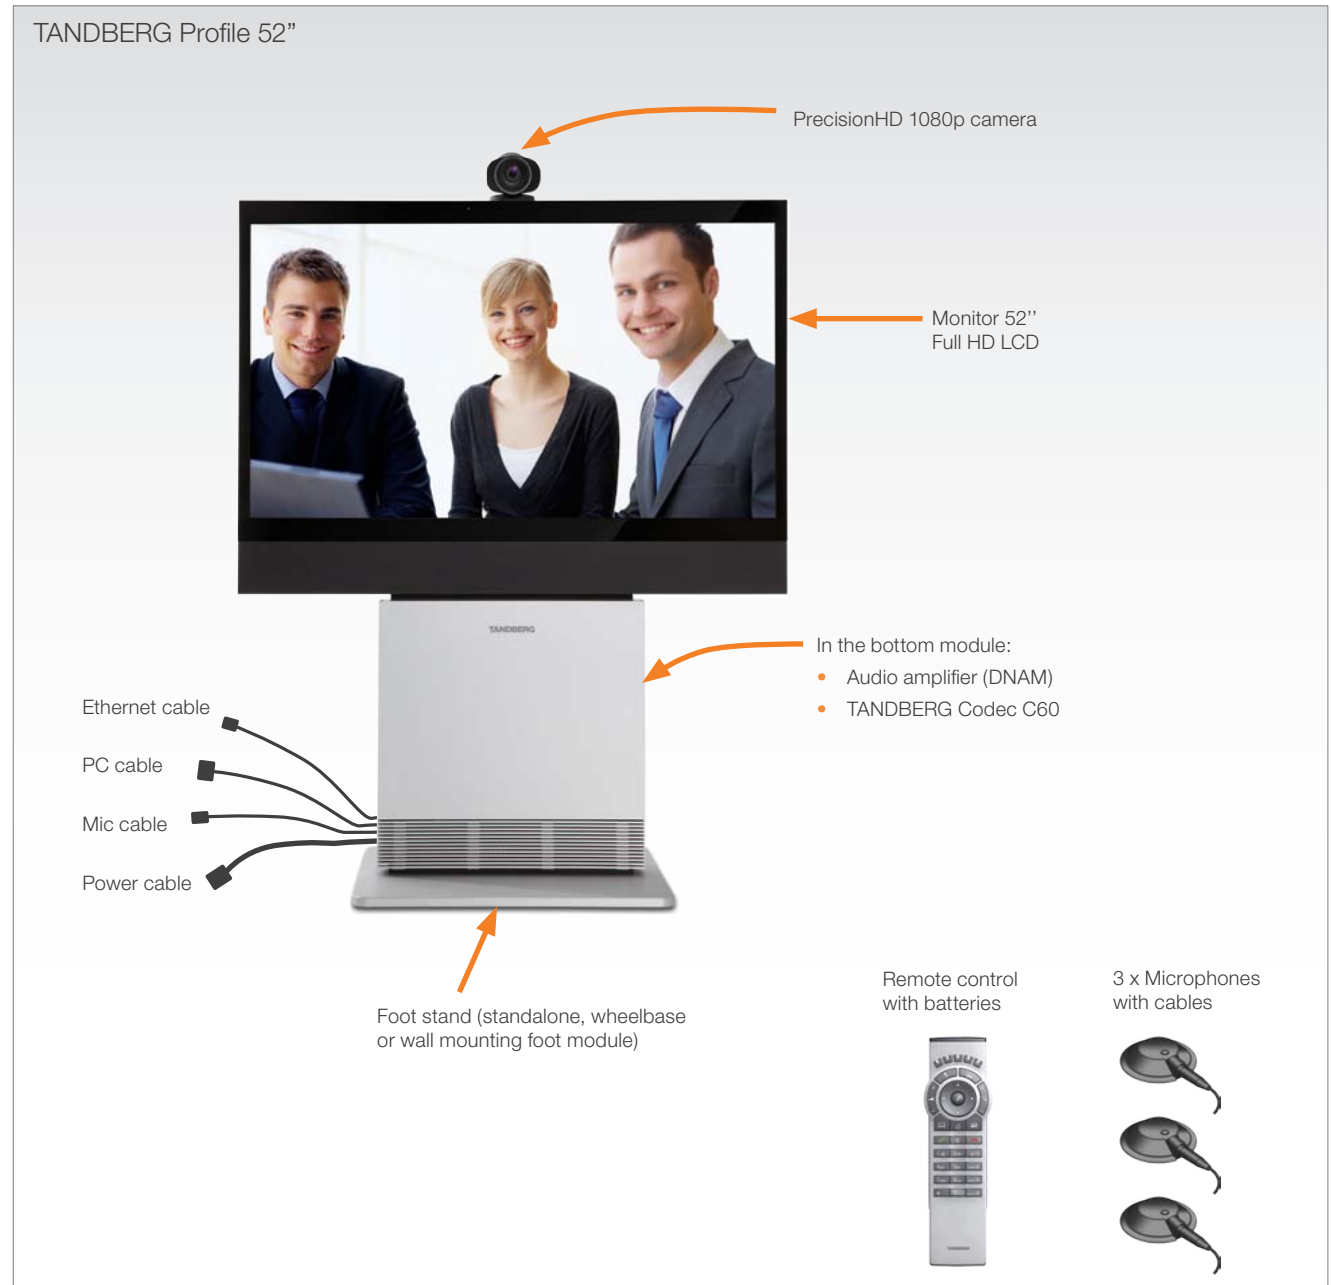 TANDBERG Profile 52”
PrecisionHD 1080p camera
Monitor 52’’
Full HD LCD
TANDBERG
In the bottom module:
• Audio amplifier (DNAM)
• TANDBERG Codec C60
Ethernet cable
PC cable
Mic cable
Power cable
Foot stand (standalone, wheelbase
or wall mounting foot module)
Remote control
with batteries
3 x Microphones
with cables
TANDBERG